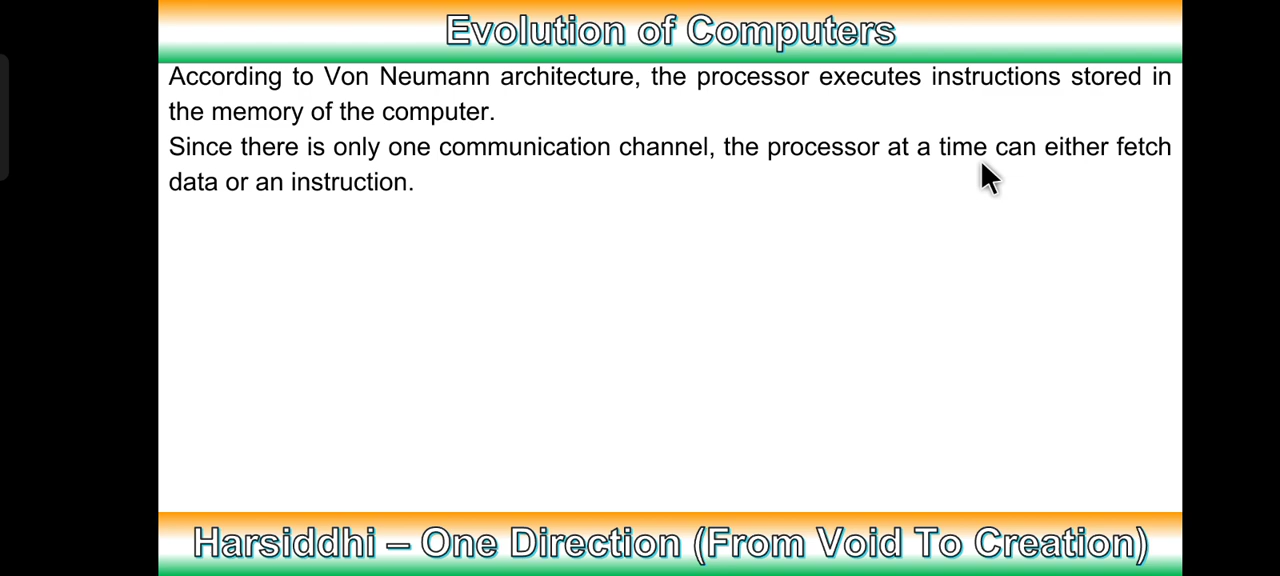 Evolution of Computers
According to Von Neumann architecture, the processor executes instructions stored in
the memory of the computer.
Since there is only one communication channel, the processor at a time can either fetch
data or an instruction.
Harsiddhi – One Direction (From Void To Creation)